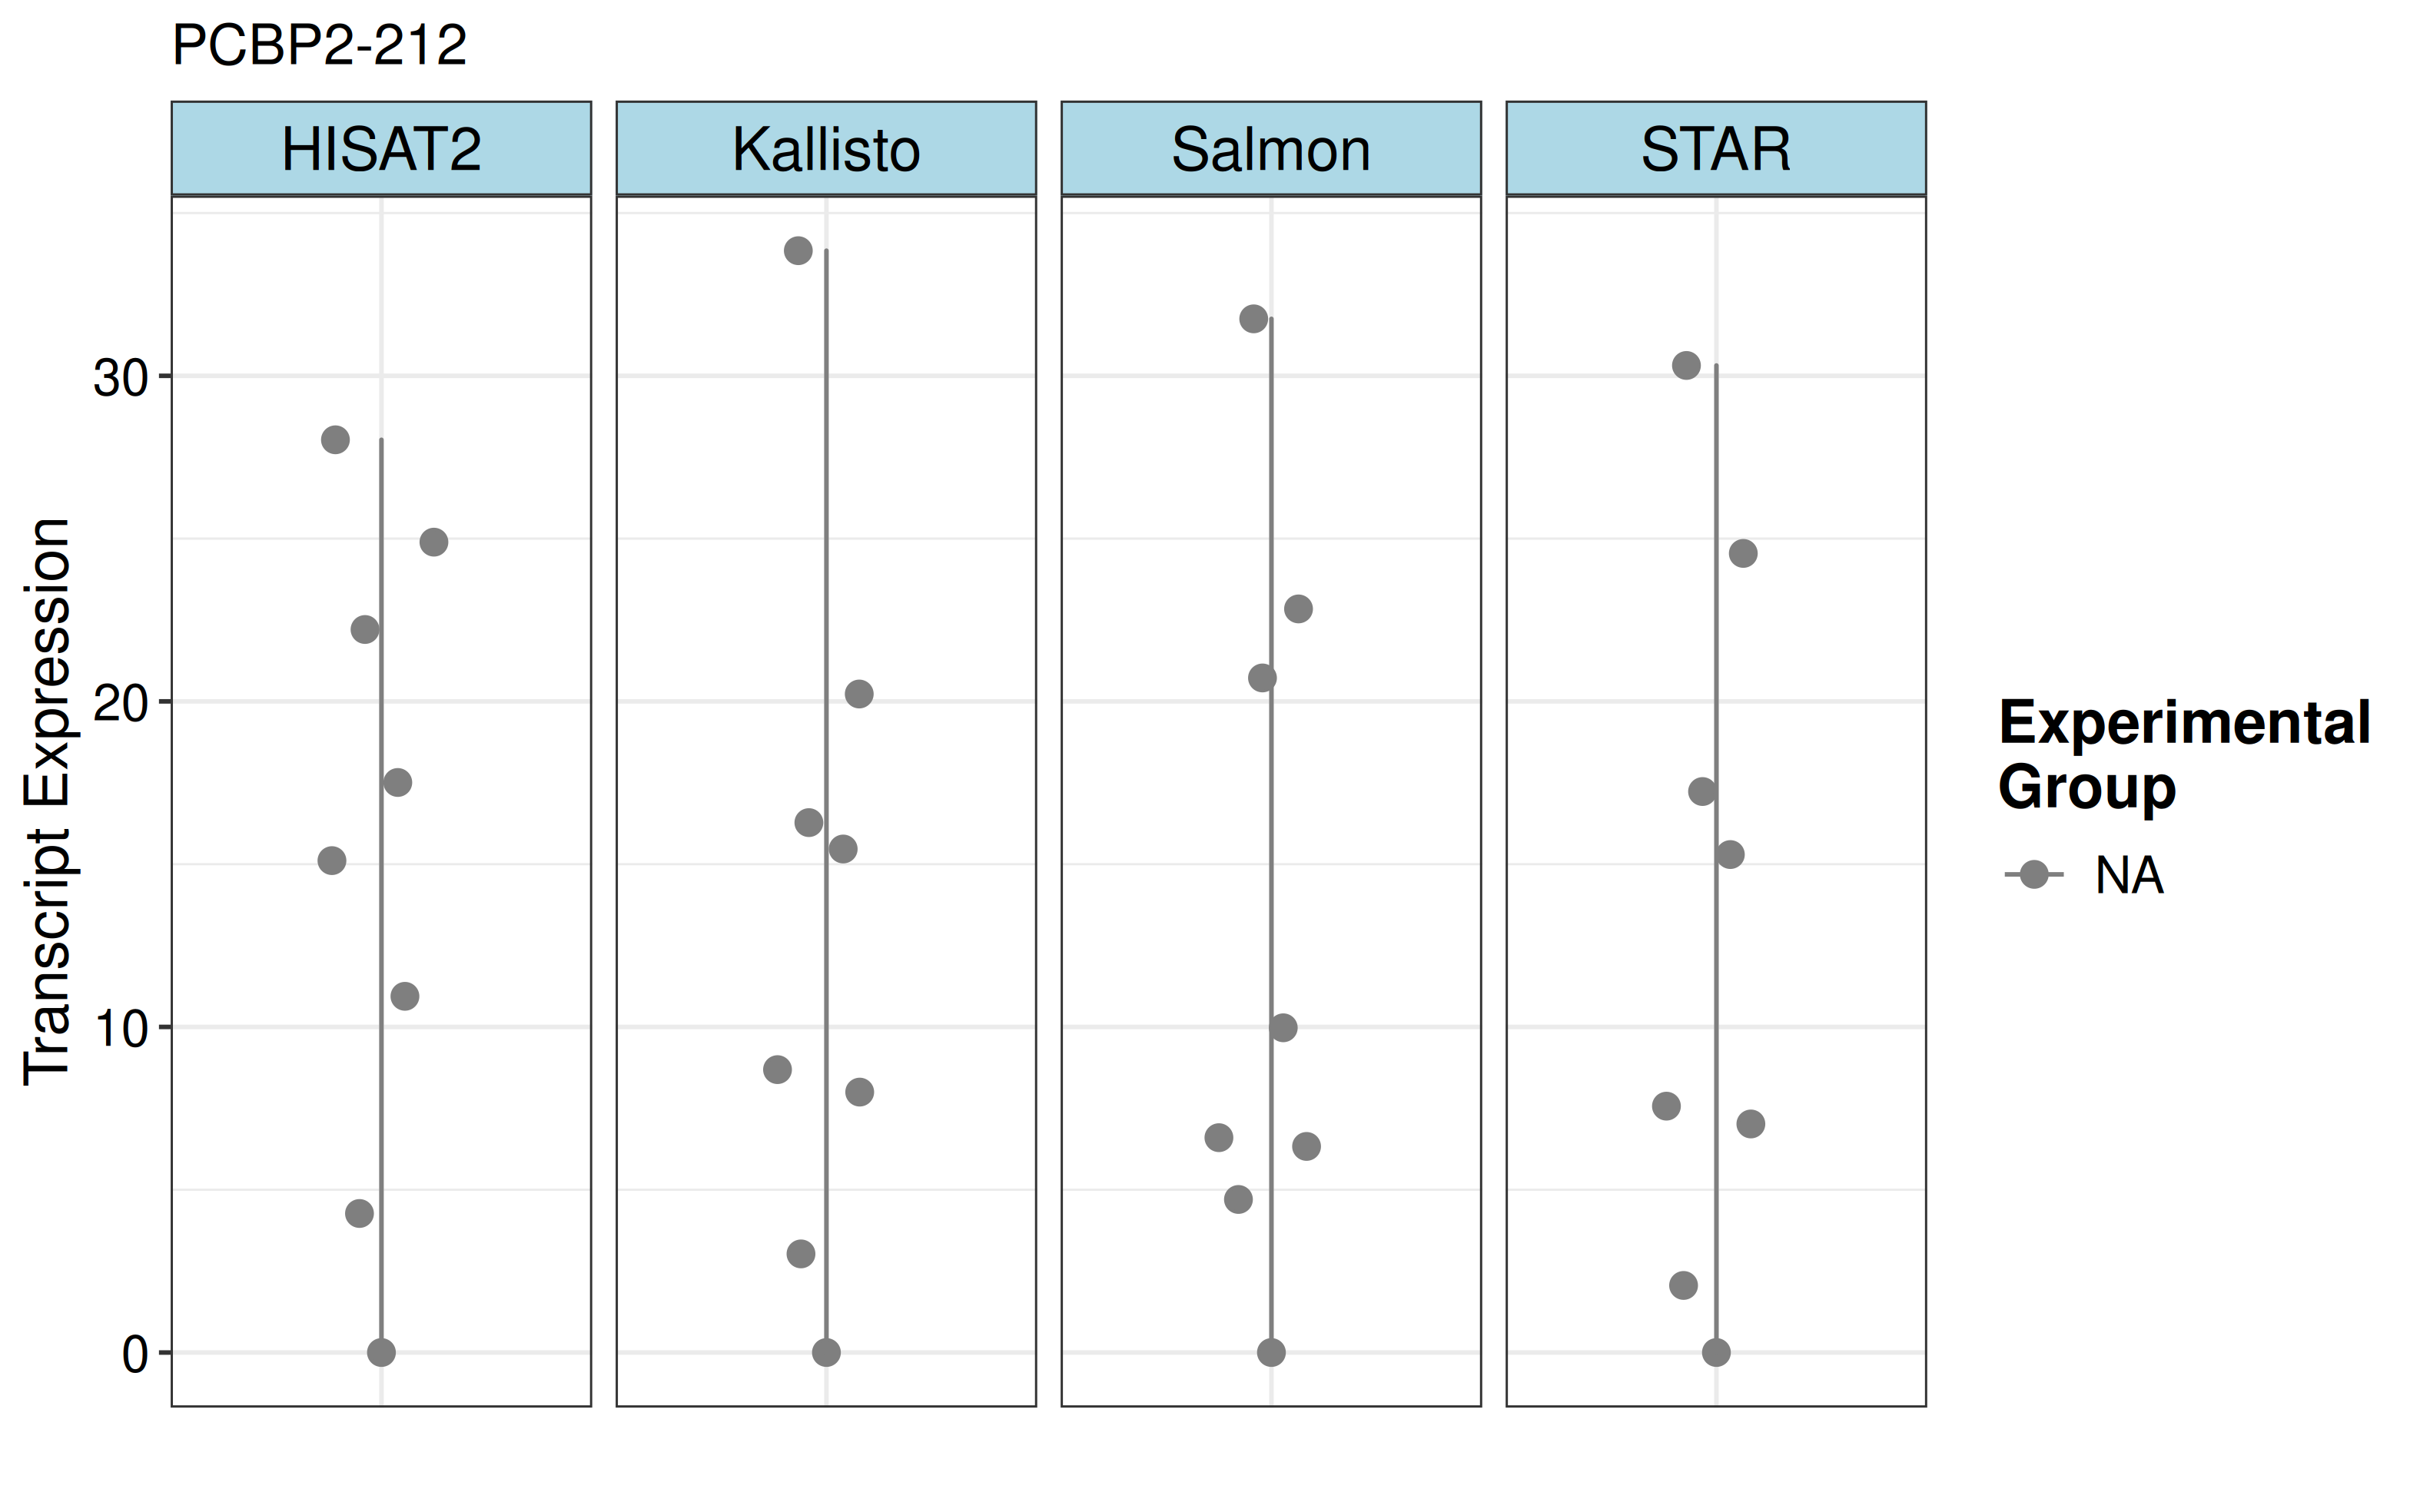 PCBP2-212
HISAT2
Kallisto
Salmon
STAR
Transcript Expression
30
20
10
0
Experimental
Group
NA